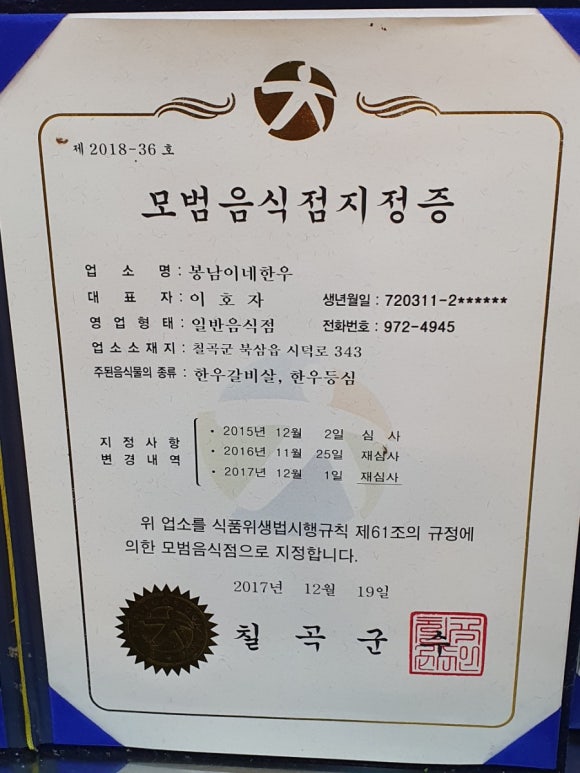 제 2018-36 호
모범음식점지정증
업 소 명 : 봉남이네한우
대 표 자 : 이 호 자 생년월일 : 720311-2******
영 업 형 태 : 일반음식점 전화번호 : 972-4945
업 소 소 재 지 : 칠곡군 북삼읍 시덕로 343
주된음식물의 종류 : 한우갈비살, 한우등심
지 정 사 항
변 경 내 역
· 2015년 12월 2일 심 사
· 2016년 11월 25일 재심사
· 2017년 12월 1일 재심사
위 업소를 식품위생법시행규칙 제61조의 규정에
의한 모범음식점으로 지정합니다.
2017년 12월 19일
칠 곡 군 수